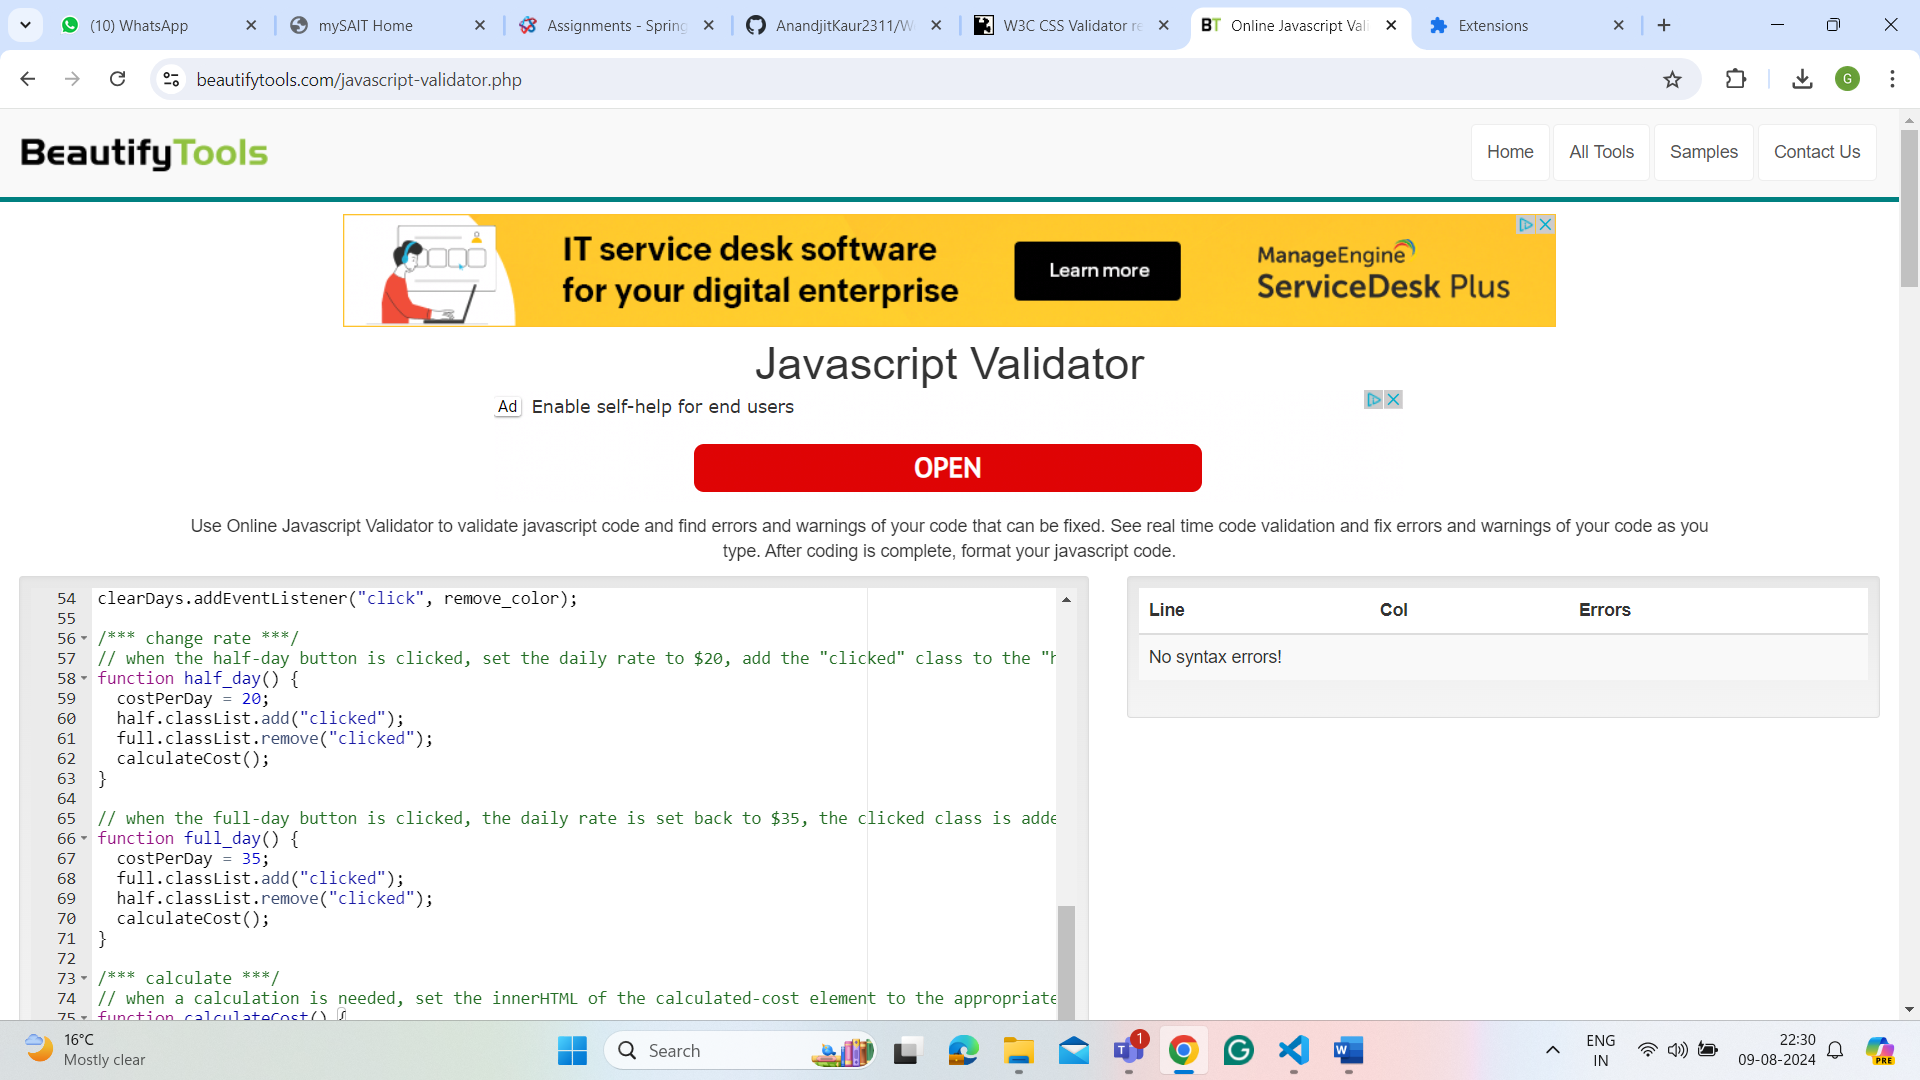 (10) WhatsApp
mySAIT Home
Assignments - Spring
AnandjitKaur2311/W
W3C CSS Validator re
BT Online Javascript Vali
Extensions
beautifytools.com/javascript-validator.php
G
BeautifyTools
Home
All Tools
Samples
Contact Us
IT service desk software
for your digital enterprise
Learn more
ManageEngine
ServiceDesk Plus
Javascript Validator
Ad Enable self-help for end users
OPEN
Use Online Javascript Validator to validate javascript code and find errors and warnings of your code that can be fixed. See real time code validation and fix errors and warnings of your code as you
type. After coding is complete, format your javascript code.
54 clearDays.addEventListener("click", remove_color);
55
56 /*** change rate ***/
57 // when the half-day button is clicked, set the daily rate to $20, add the "clicked" class to the "h
58 function half_day() {
59 costPerDay = 20;
60 half.classList.add("clicked");
61 full.classList.remove("clicked");
62 calculateCost();
63 }
64
65 // when the full-day button is clicked, the daily rate is set back to $35, the clicked class is adde
66 function full_day() {
67 costPerDay = 35;
68 full.classList.add("clicked");
69 half.classList.remove("clicked");
70 calculateCost();
71 }
72
73 /*** calculate ***/
74 // when a calculation is needed, set the innerHTML of the calculated-cost element to the appropriate
75 function calculateCost() {
Line Col Errors
No syntax errors!
16°C
Mostly clear
Search
1
ENG
IN
22:30
09-08-2024
PRE